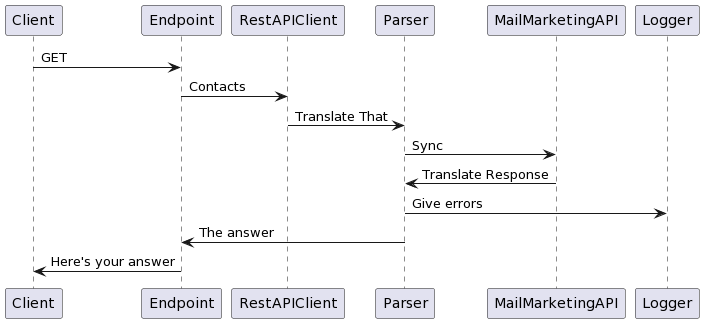 Client Endpoint RestAPIClient Parser MailMarketingAPI Logger
GET
Contacts
Translate That
Sync
Translate Response
Give errors
The answer
Here's your answer
Client Endpoint RestAPIClient Parser MailMarketingAPI Logger